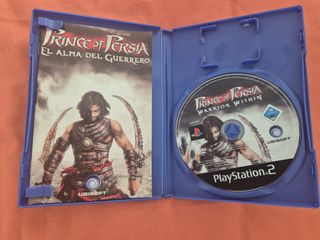 PRINCE OF PERSIA
EL ALMA DEL GUERRERO
UBISOFT
PRINCE OF PERSIA
WARRIOR WITHIN
UBISOFT
PlayStation.2